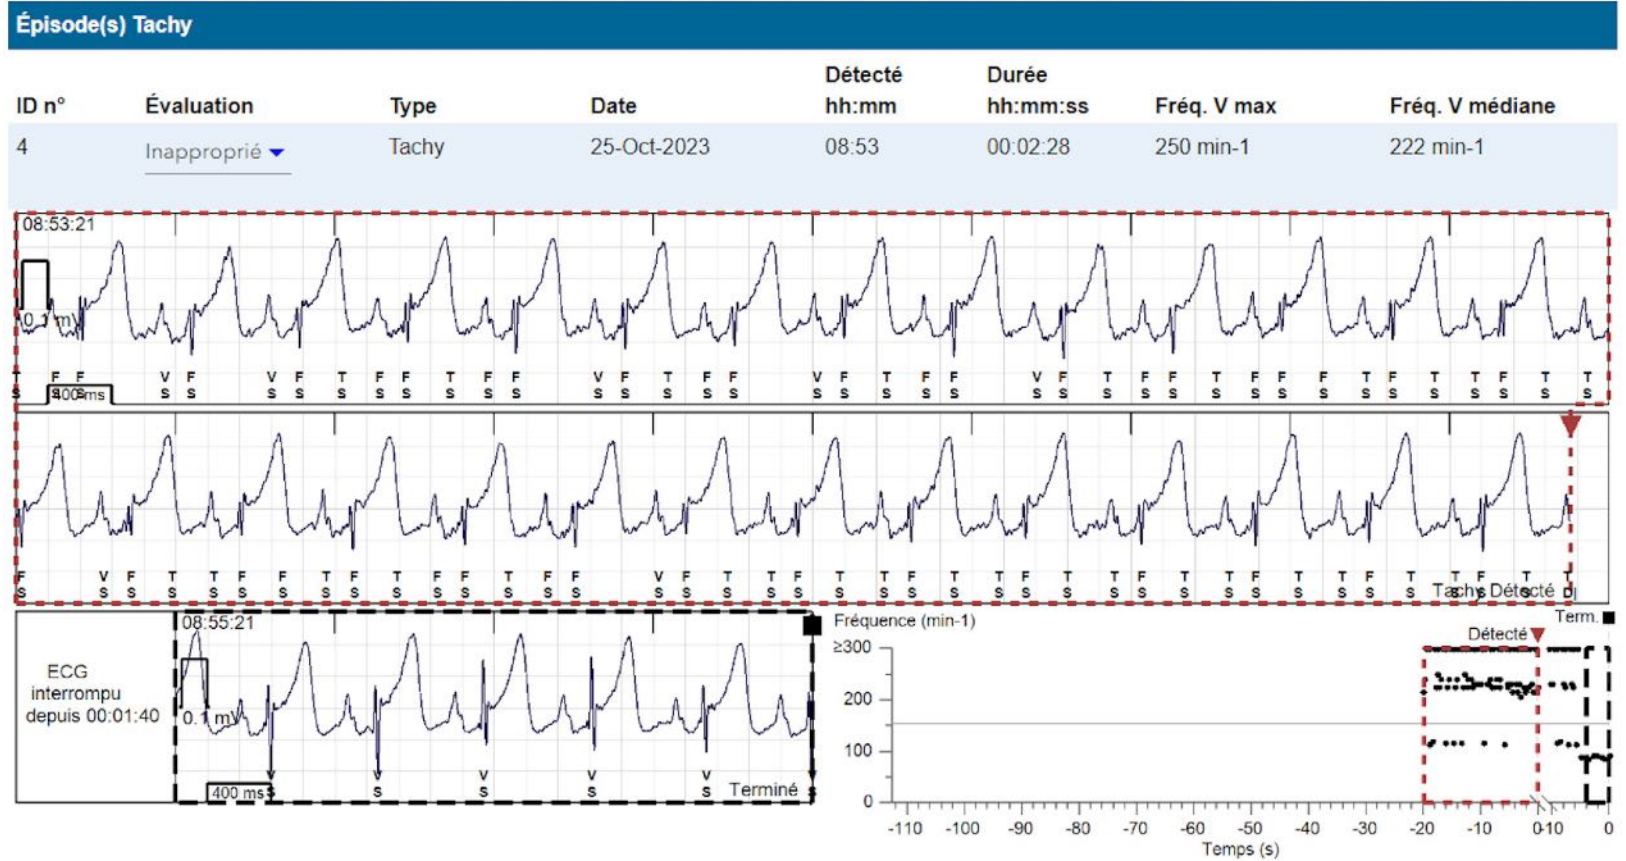 Épisode(s) Tachy
Détecté Durée
ID n° Évaluation Type Date hh:mm hh:mm:ss Fréq. V max Fréq. V médiane
4 Inapproprié Tachy 25-Oct-2023 08:53 00:02:28 250 min-1 222 min-1
08:53:21
0.1 mV
T F F V F V F T F F T F F V F T F F V F T F F V F T F F T F F F T F T T F T T
S S S S S S S S S S S S S S S S S S S S S S S S S S S S S S S S S S S S S S S
400 ms
F V F T T F F T F T F F T F F V F T T F T T F T T F T T F T T F T T F T T
S S S S S S S S S S S S S S S S S S S S S S S S S S S S S S S S S S S
Tachy Détecté
08:55:21
ECG
interrompu
depuis 00:01:40
0.1 mV
V V V V V V
400 ms S S S S S S
Terminé
Fréquence (min-1)
Term.
Détecté
≥300
200
100
0
-110 -100 -90 -80 -70 -60 -50 -40 -30 -20 -10 0 -10 0
Temps (s)